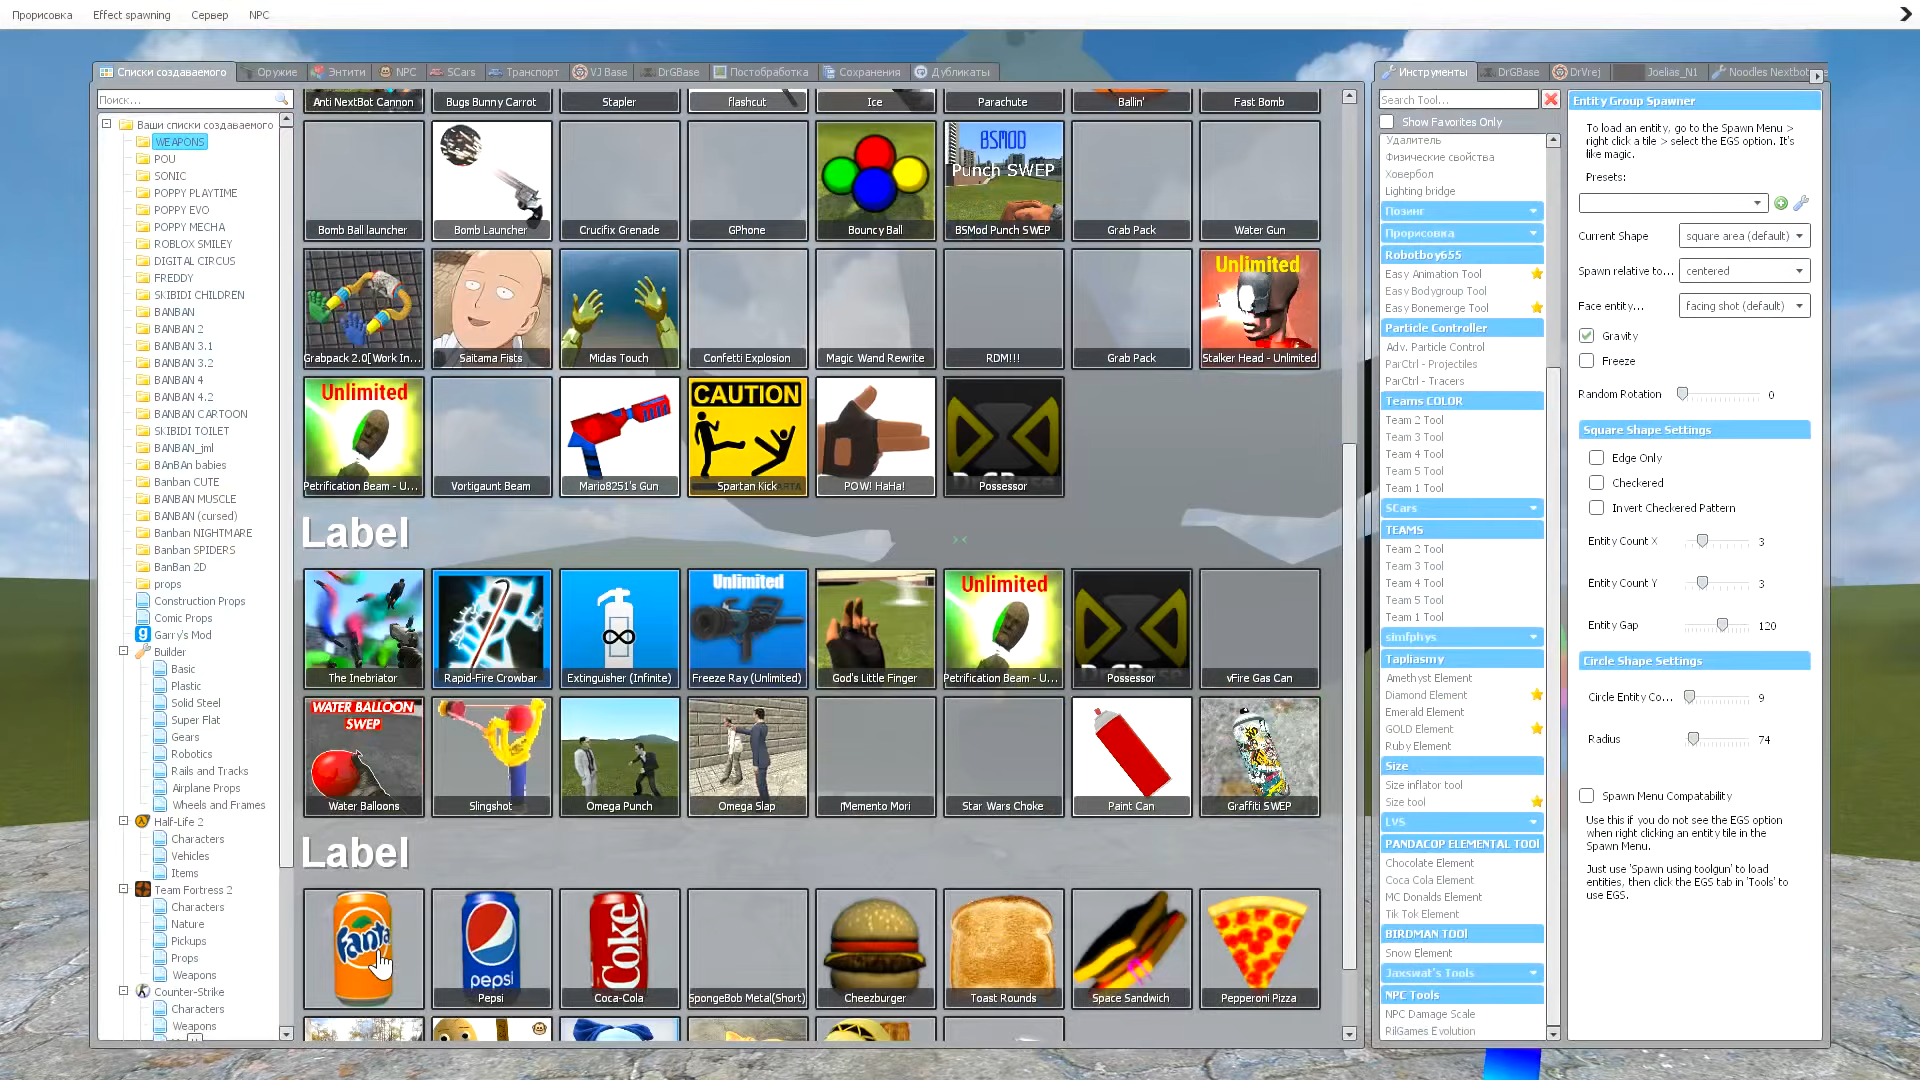 Прорисовка Effect spawning Сервер NPC
Списки создаваемого Оружие Энтити NPC SCars Транспорт VJ Base DrGBase Постобработка Сохранения Дубликаты
Поиск...
Ваши списки создаваемого
WEAPONS
POU
SONIC
POPPY PLAYTIME
POPPY EVO
POPPY MECHA
ROBLOX SMILEY
DIGITAL CIRCUS
FREDDY
SKIBIDI CHILDREN
BANBAN
BANBAN 2
BANBAN 3.1
BANBAN 3.2
BANBAN 4
BANBAN 4.2
BANBAN CARTOON
SKIBIDI TOILET
BANBAN_jml
BAnBAn babies
Banban CUTE
BANBAN MUSCLE
BANBAN (cursed)
Banban NIGHTMARE
Banban SPIDERS
BanBan 2D
props
Construction Props
Comic Props
Garry's Mod
Builder
Basic
Plastic
Solid Steel
Super Flat
Gears
Robotics
Rails and Tracks
Airplane Props
Wheels and Frames
Half-Life 2
Characters
Vehicles
Items
Team Fortress 2
Characters
Nature
Pickups
Props
Weapons
Counter-Strike
Characters
Weapons
Anti NextBot Cannon Bugs Bunny Carrot Stapler flashcut Ice Parachute Ballin' Fast Bomb
BSMOD
Punch SWEP
Bomb Ball launcher Bomb Launcher Crucifix Grenade GPhone Bouncy Ball BSMod Punch SWEP Grab Pack Water Gun
Unlimited
Grabpack 2.0[Work In... Saitama Fists Midas Touch Confetti Explosion Magic Wand Rewrite RDM!!! Grab Pack Stalker Head - Unlimited
Unlimited
CAUTION
DrGBase
Petrification Beam - U... Vortigaunt Beam Mario8251's Gun Spartan Kick POW! HaHa! Possessor
Label
Unlimited
Unlimited
DrGBase
The Inebriator Rapid-Fire Crowbar Extinguisher (Infinite) Freeze Ray (Unlimited) God's Little Finger Petrification Beam - U... Possessor vFire Gas Can
WATER BALLOON
SWEP
Water Balloons Slingshot Omega Punch Omega Slap Memento Mori Star Wars Choke Paint Can Graffiti SWEP
Label
Fanta
pepsi
Coke
Pepsi Coca-Cola SpongeBob Metal(Short) Cheezburger Toast Rounds Space Sandwich Pepperoni Pizza
Инструменты DrGBase DrVrej Joelias_N1 Noodles Nextbot
Search Tool...
Show Favorites Only
Удалитель
Физические свойства
Ховербол
Lighting bridge
Позинг
Прорисовка
Robotboy655
Easy Animation Tool
Easy Bodygroup Tool
Easy Bonemerge Tool
Particle Controller
Adv. Particle Control
ParCtrl - Projectiles
ParCtrl - Tracers
Teams COLOR
Team 2 Tool
Team 3 Tool
Team 4 Tool
Team 5 Tool
Team 1 Tool
SCars
TEAMS
Team 2 Tool
Team 3 Tool
Team 4 Tool
Team 5 Tool
Team 1 Tool
simfphys
Tapliasmy
Amethyst Element
Diamond Element
Emerald Element
GOLD Element
Ruby Element
Size
Size inflator tool
Size tool
LVS
PANDACOP ELEMENTAL TOOl
Chocolate Element
Coca Cola Element
MC Donalds Element
Tik Tok Element
BIRDMAN TOOl
Snow Element
Jaxswat's Tools
NPC Tools
NPC Damage Scale
RilGames Evolution
Entity Group Spawner
To load an entity, go to the Spawn Menu >
right click a tile > select the EGS option. It's
like magic.
Presets:
Current Shape square area (default)
Spawn relative to... centered
Face entity... facing shot (default)
Gravity
Freeze
Random Rotation 0
Square Shape Settings
Edge Only
Checkered
Invert Checkered Pattern
Entity Count X 3
Entity Count Y 3
Entity Gap 120
Circle Shape Settings
Circle Entity Co... 9
Radius 74
Spawn Menu Compatability
Use this if you do not see the EGS option
when right clicking an entity tile in the
Spawn Menu.
Just use 'Spawn using toolgun' to load
entities, then click the EGS tab in 'Tools' to
use EGS.